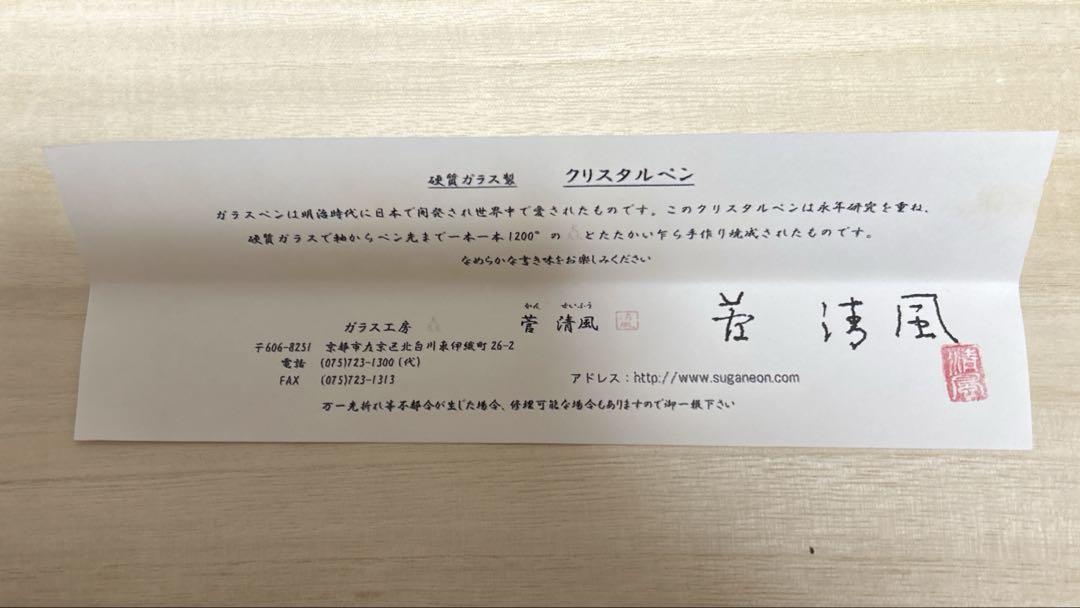 硬質ガラス製 クリスタルペン
ガラスペンは明治時代に日本で開発され世界中で愛されたものです。このクリスタルペンは永年研究を重ね、
硬質ガラスで軸からペン先まで一本一本1200°の とたたかい乍ら手作り焼成されたものです。
なめらかな書き味をお楽しみください
かん せいふう
ガラス工房 菅 清風 清風
菅 清風
〒606-8251 京都市左京区北白川東伊織町26-2
電話 (075)723-1300(代)
FAX (075)723-1313 アドレス:http://www.suganeon.com
清風
万一先折れ等不都合が生じた場合、修理可能な場合もありますので御一報下さい